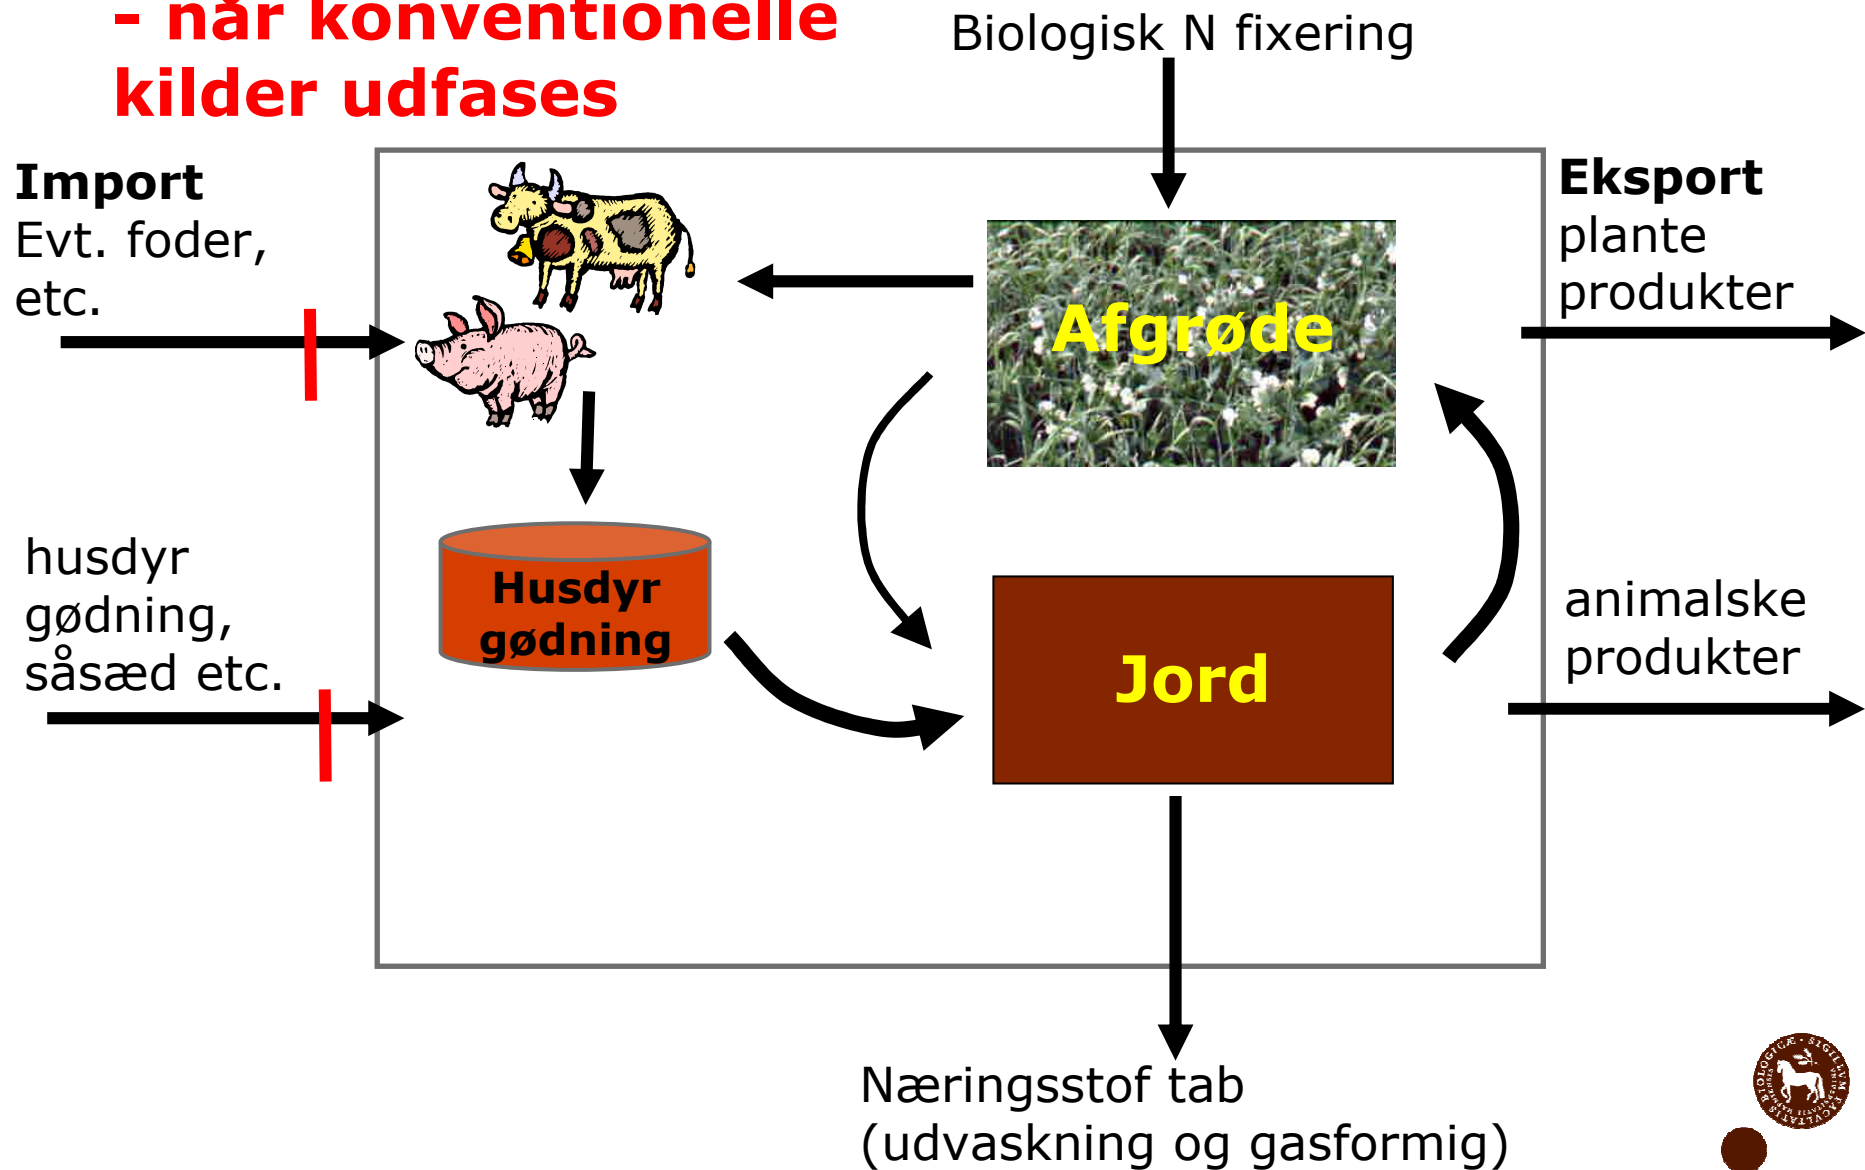 - når konventionelle
kilder udfases
Biologisk N fixering
Import
Evt. foder,
etc.
Eksport
plante
produkter
Afgrøde
husdyr
gødning,
såsæd etc.
Husdyr
gødning
Jord
animalske
produkter
Næringsstof tab
(udvaskning og gasformig)